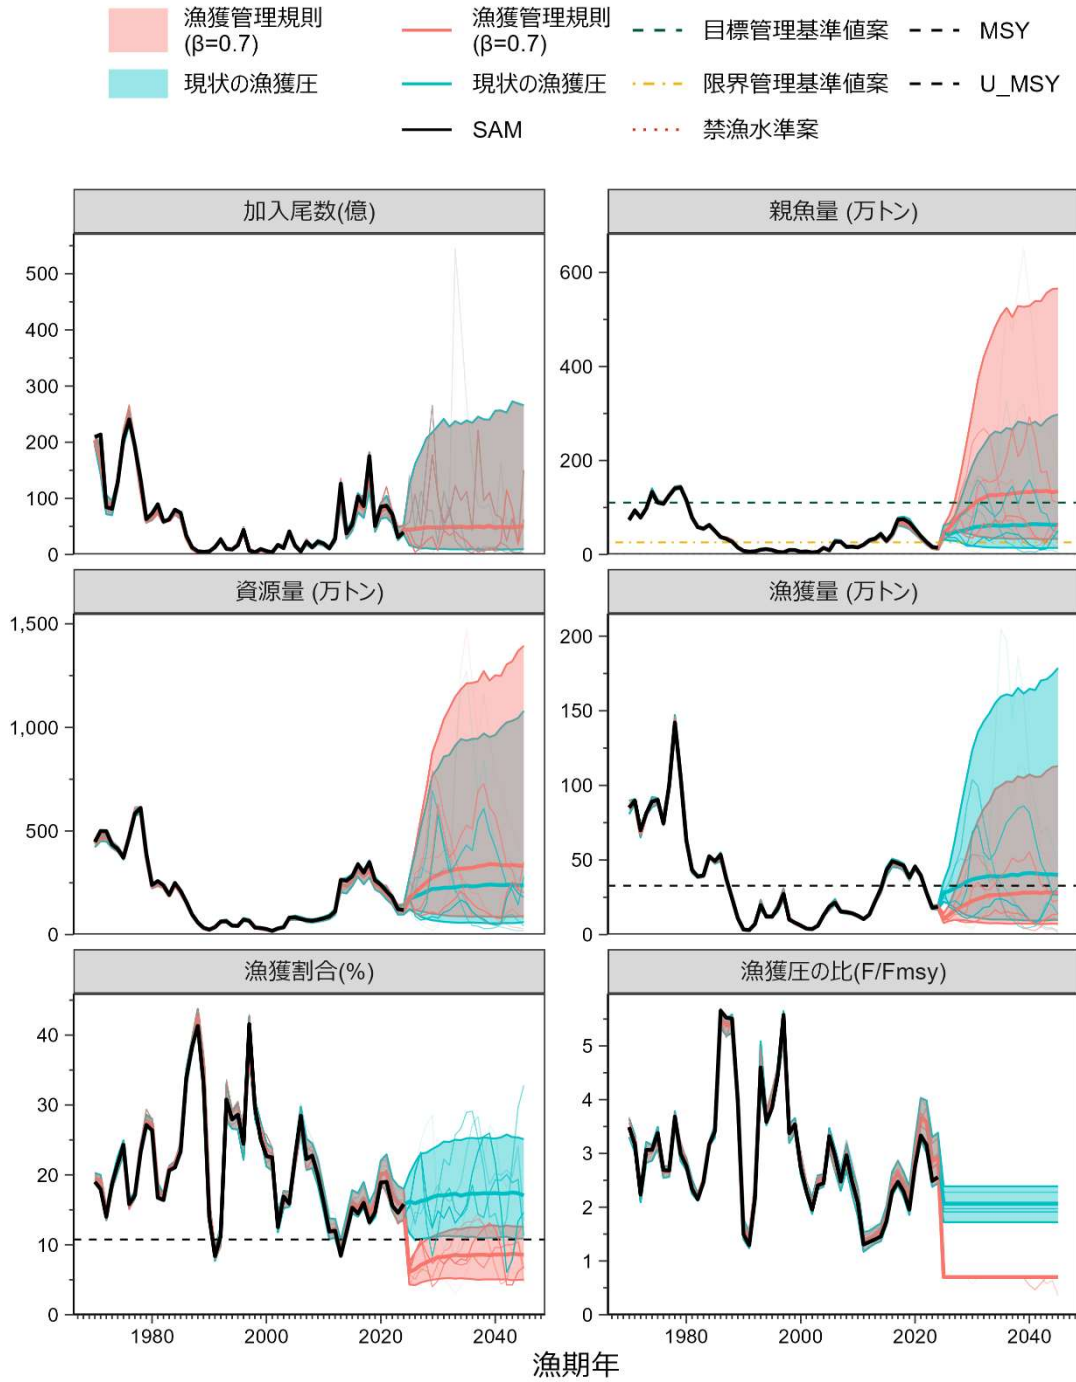 漁獲管理規則
(β=0.7)
漁獲管理規則
(β=0.7)
目標管理基準値案
MSY
現状の漁獲圧
現状の漁獲圧
限界管理基準値案
U_MSY
SAM
禁漁水準案
加入尾数(億)
親魚量 (万トン)
500
400
300
200
100
0
600
400
200
0
資源量 (万トン)
漁獲量 (万トン)
1,500
1,000
500
0
200
150
100
50
0
漁獲割合(%)
漁獲圧の比(F/Fmsy)
40
30
20
10
0
5
4
3
2
1
0
1980 2000 2020 2040
1980 2000 2020 2040
漁期年